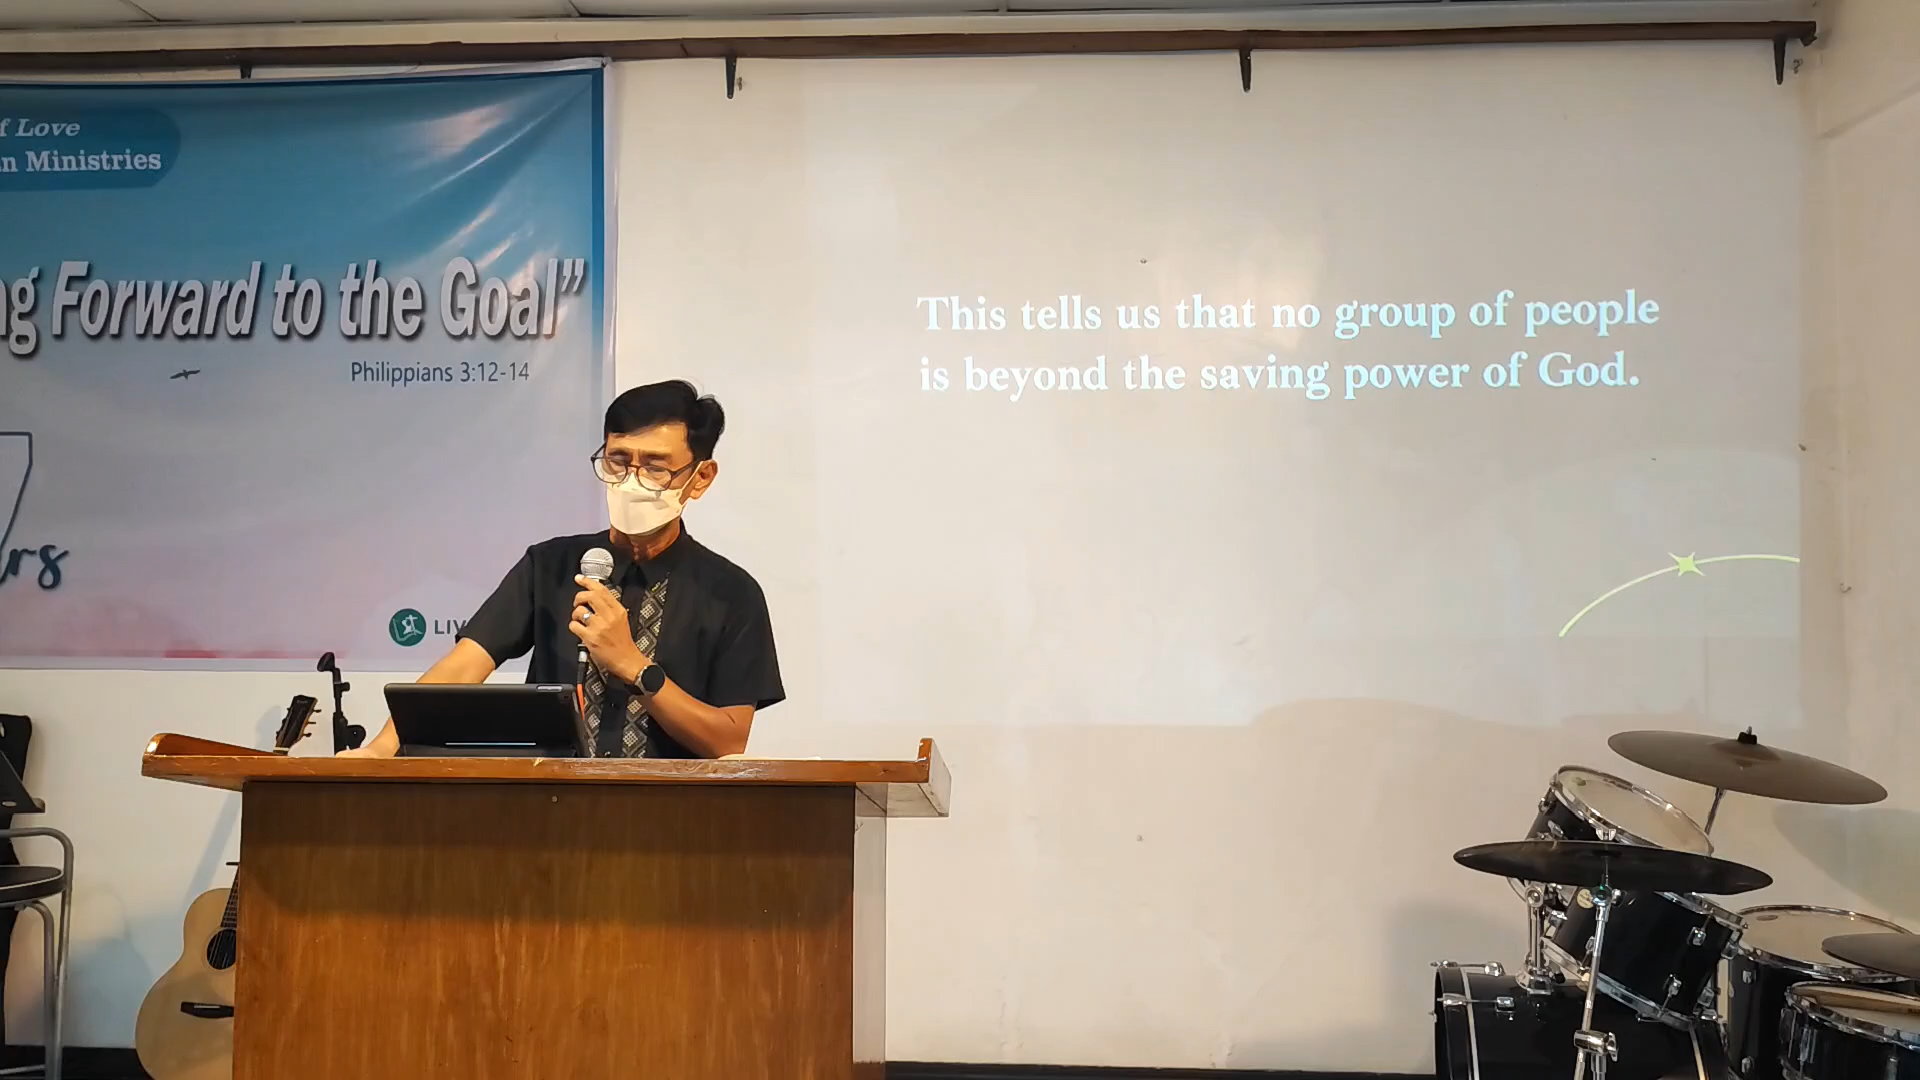 f Love
n Ministries
ng Forward to the Goal”
Philippians 3:12-14
rs
LIV
This tells us that no group of people
is beyond the saving power of God.